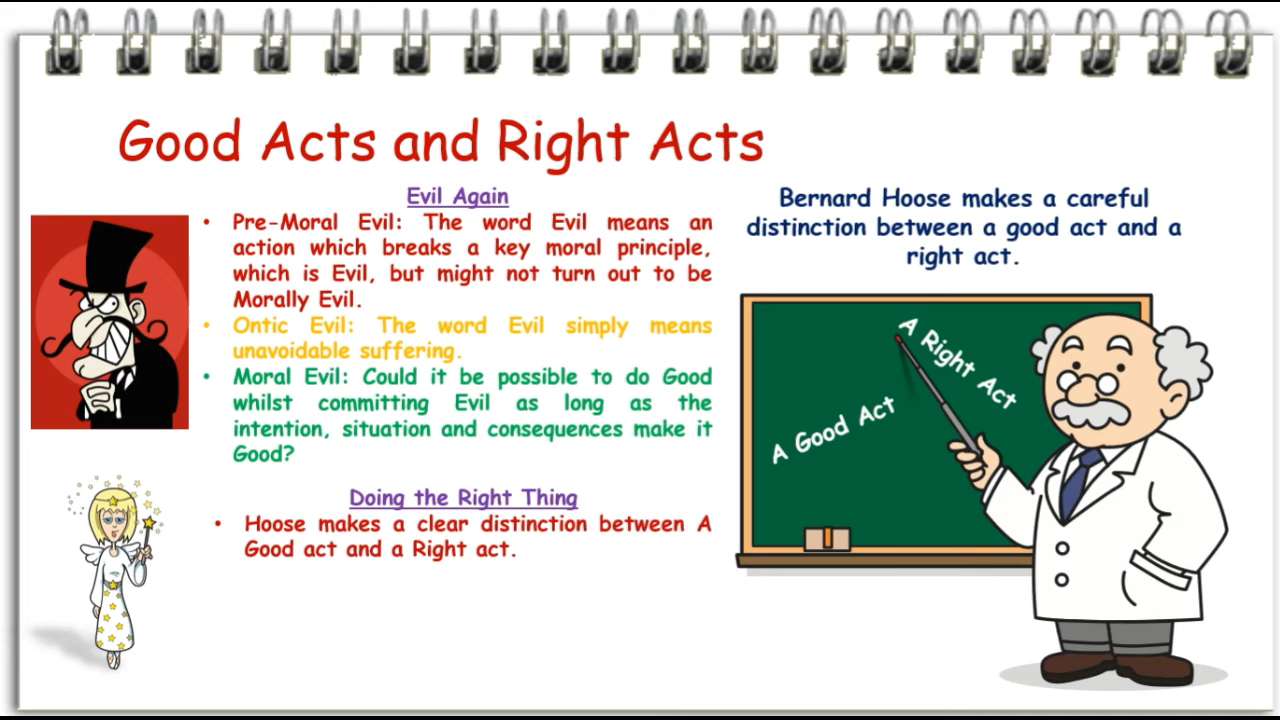 Good Acts and Right Acts
Evil Again
• Pre-Moral Evil: The word Evil means an
action which breaks a key moral principle,
which is Evil, but might not turn out to be
Morally Evil.
• Ontic Evil: The word Evil simply means
unavoidable suffering.
• Moral Evil: Could it be possible to do Good
whilst committing Evil as long as the
intention, situation and consequences make it
Good?
Doing the Right Thing
• Hoose makes a clear distinction between A
Good act and a Right act.
Bernard Hoose makes a careful
distinction between a good act and a
right act.
A Good Act
A Right Act